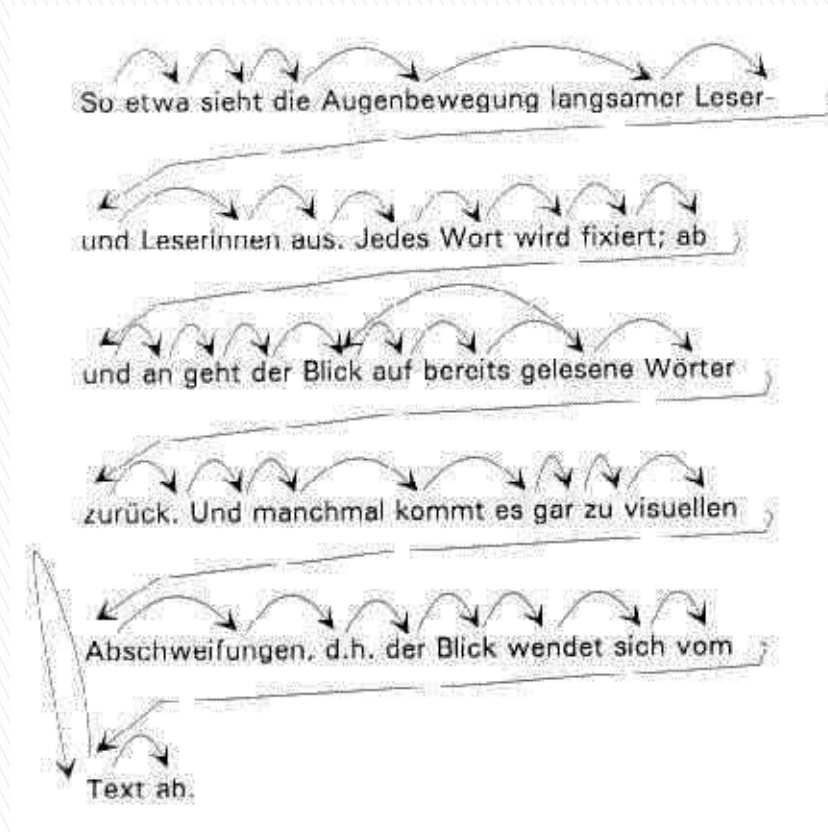 So etwa sieht die Augenbewegung langsamer Leser-
und Leserinnen aus. Jedes Wort wird fixiert; ab
und an geht der Blick auf bereits gelesene Wörter
zurück. Und manchmal kommt es gar zu visuellen
Abschweifungen, d.h. der Blick wendet sich vom
Text ab.